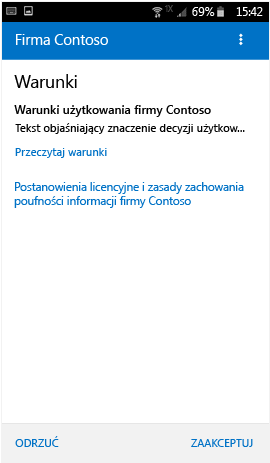 1X 69% 15:42
Firma Contoso
Warunki
Warunki użytkowania firmy Contoso
Tekst objaśniający znaczenie decyzji użytkow...
Przeczytaj warunki
Postanowienia licencyjne i zasady zachowania
poufności informacji firmy Contoso
ODRZUĆ ZAAKCEPTUJ